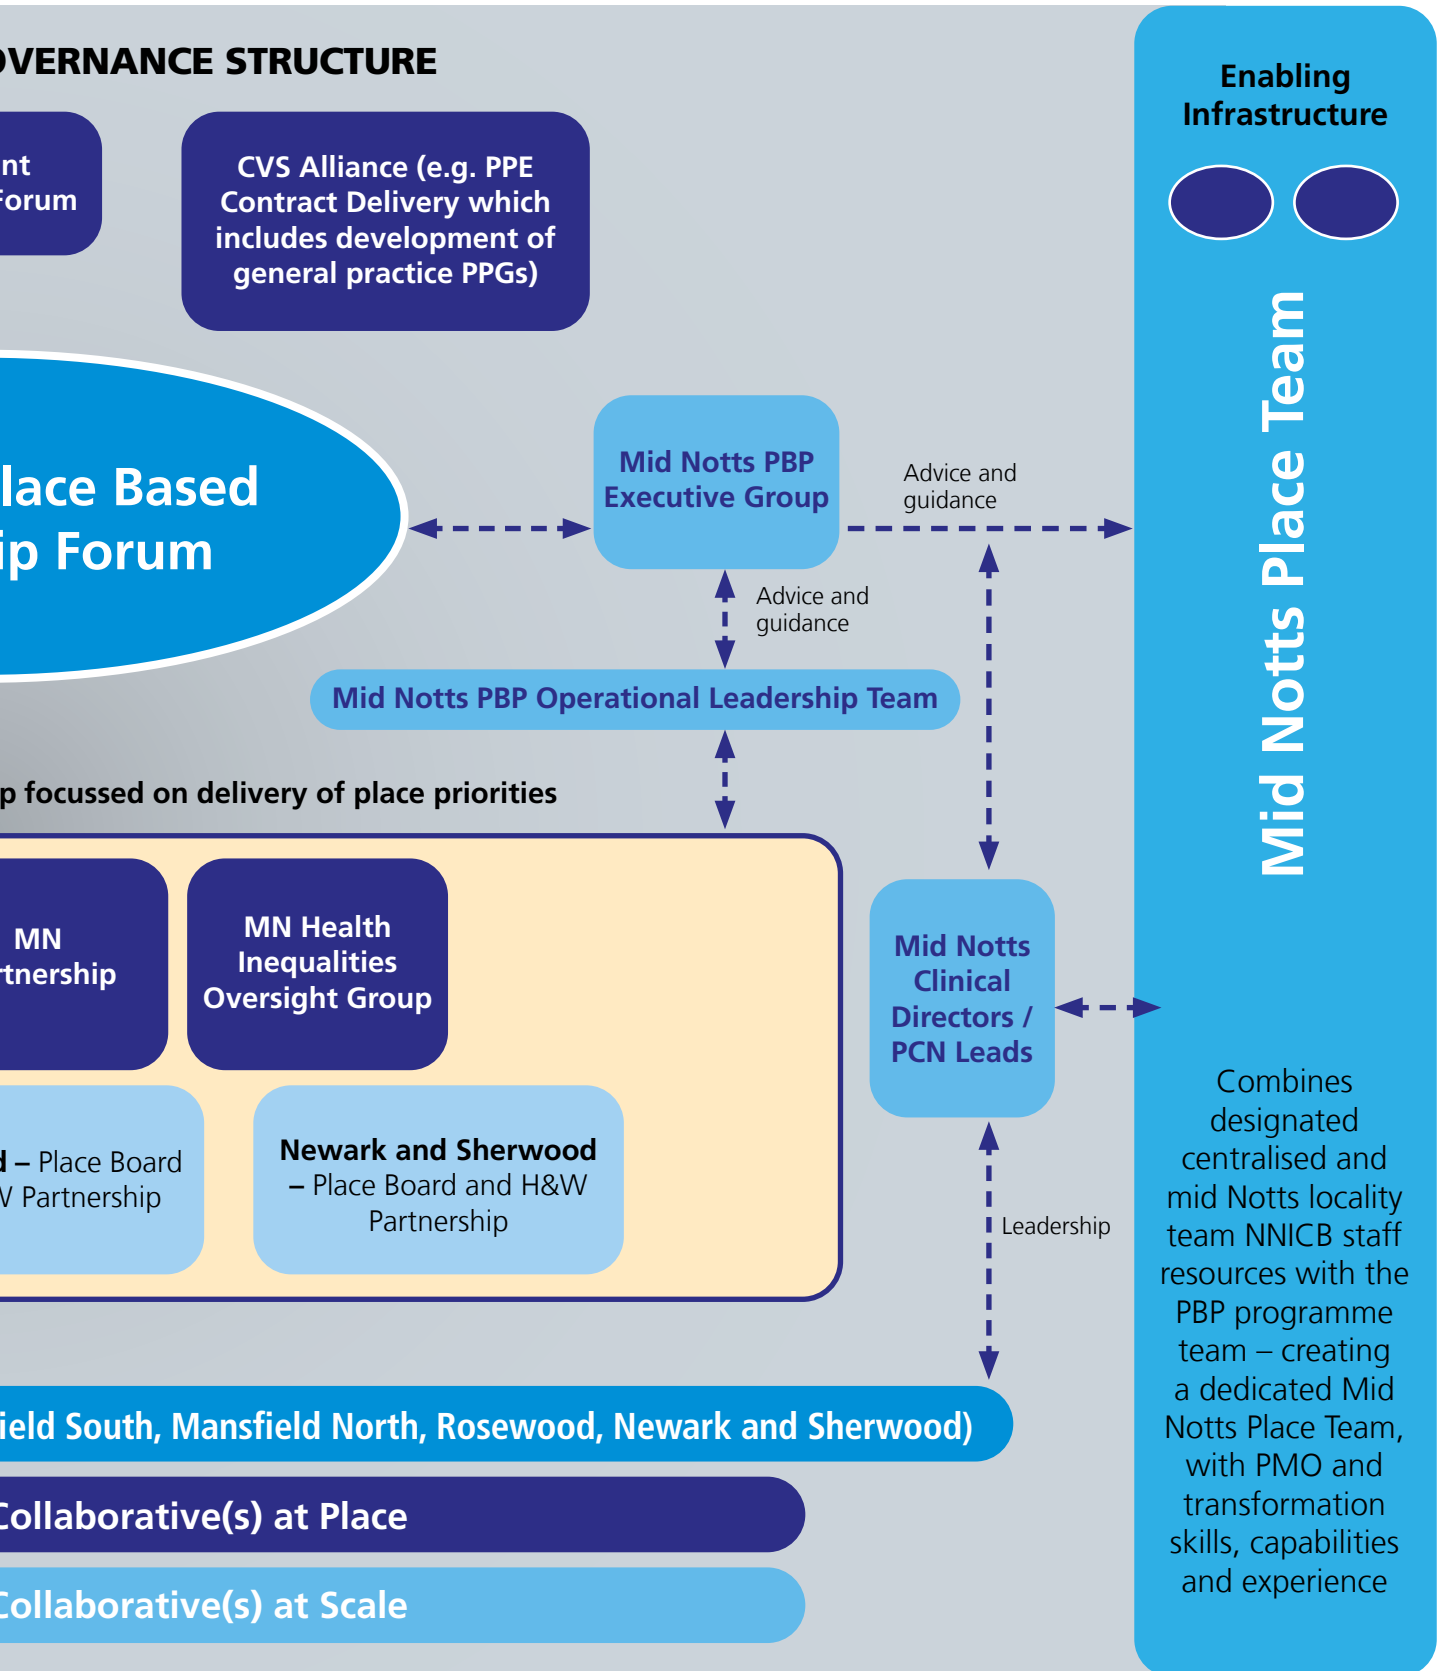 OVERNANCE STRUCTURE
nt
Forum
CVS Alliance (e.g. PPE
Contract Delivery which
includes development of
general practice PPGs)
lace Based
ip Forum
Mid Notts PBP
Executive Group
Advice and
guidance
Advice and
guidance
Mid Notts PBP Operational Leadership Team
p focussed on delivery of place priorities
MN
rtnership
MN Health
Inequalities
Oversight Group
d – Place Board
W Partnership
Newark and Sherwood
– Place Board and H&W
Partnership
Mid Notts
Clinical
Directors /
PCN Leads
Leadership
ield South, Mansfield North, Rosewood, Newark and Sherwood)
Collaborative(s) at Place
Collaborative(s) at Scale
Enabling
Infrastructure
Mid Notts Place Team
Combines
designated
centralised and
mid Notts locality
team NNICB staff
resources with the
PBP programme
team – creating
a dedicated Mid
Notts Place Team,
with PMO and
transformation
skills, capabilities
and experience